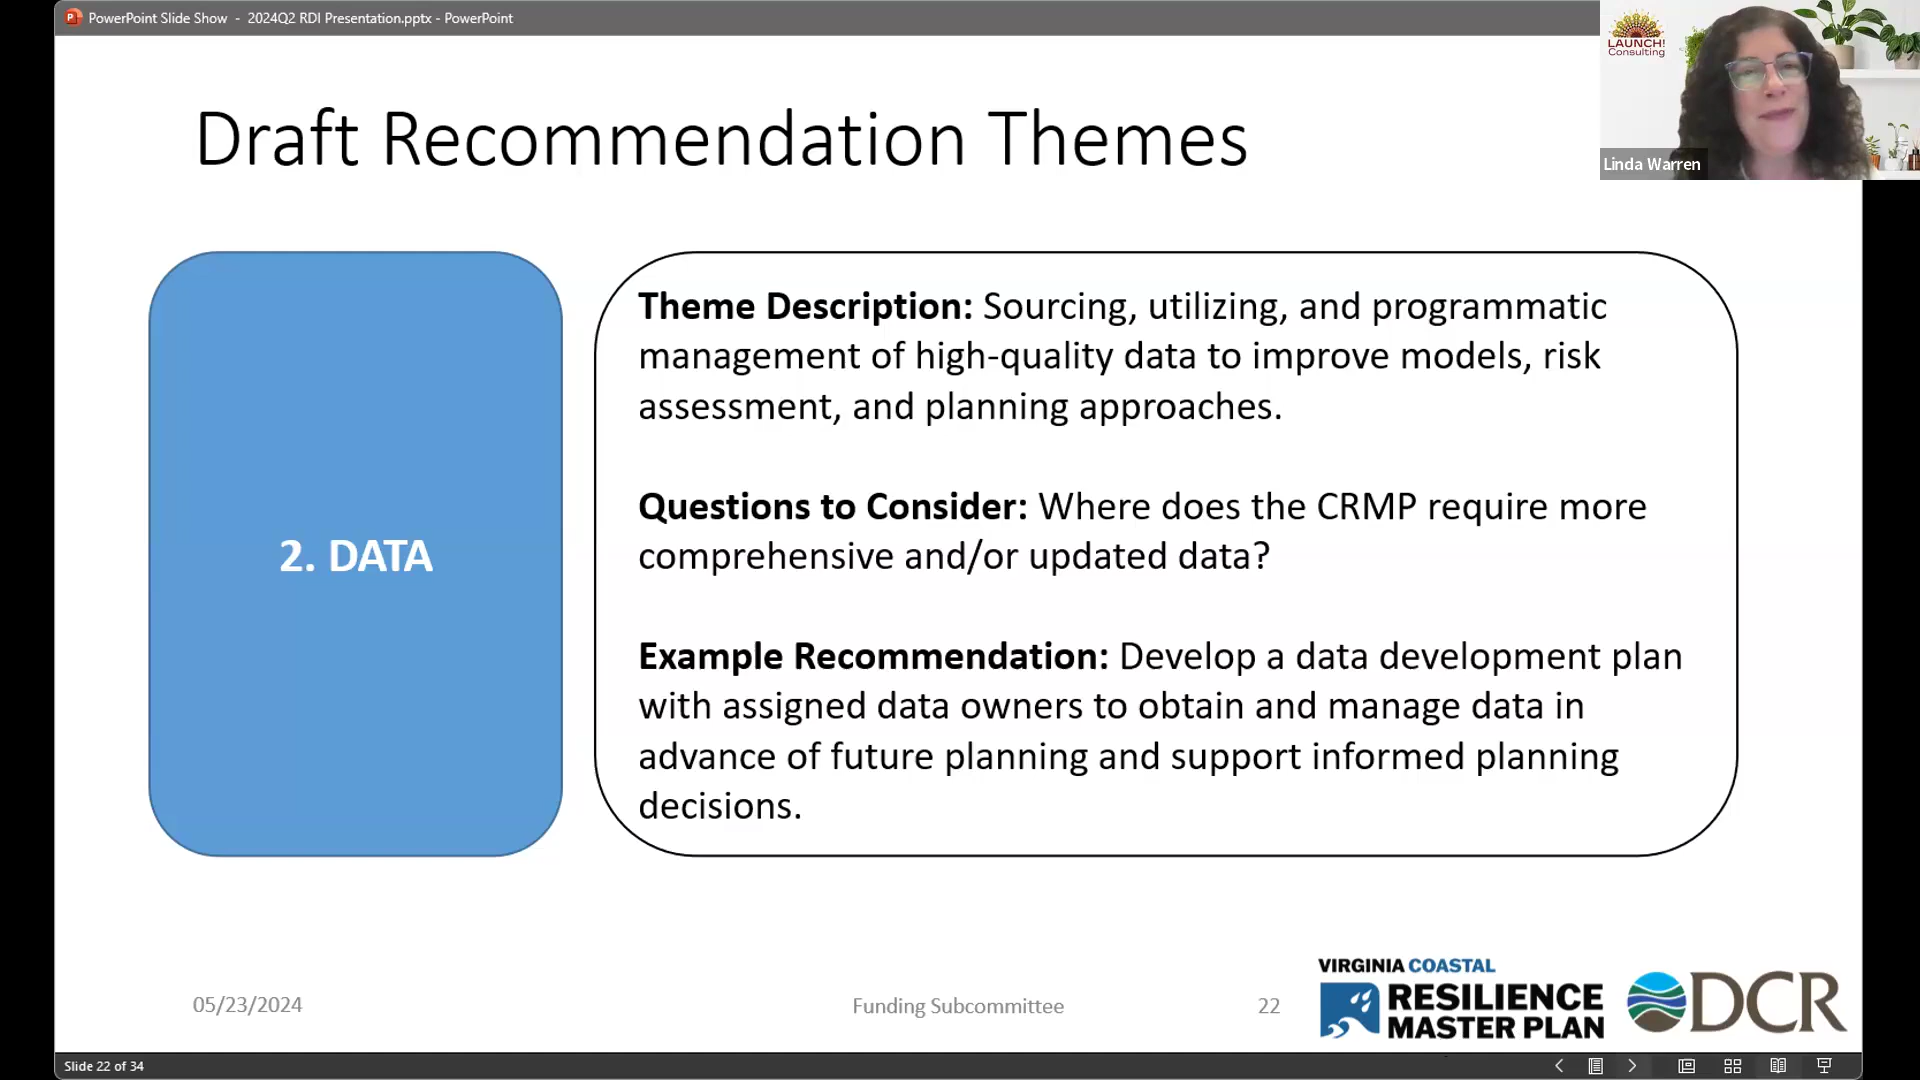 PowerPoint Slide Show - 2024Q2 RDI Presentation.pptx - PowerPoint
LAUNCH!
Consulting
Linda Warren
Draft Recommendation Themes
2. DATA
Theme Description: Sourcing, utilizing, and programmatic
management of high-quality data to improve models, risk
assessment, and planning approaches.
Questions to Consider: Where does the CRMP require more
comprehensive and/or updated data?
Example Recommendation: Develop a data development plan
with assigned data owners to obtain and manage data in
advance of future planning and support informed planning
decisions.
05/23/2024
Funding Subcommittee
22
VIRGINIA COASTAL
RESILIENCE
MASTER PLAN
DCR
Slide 22 of 34